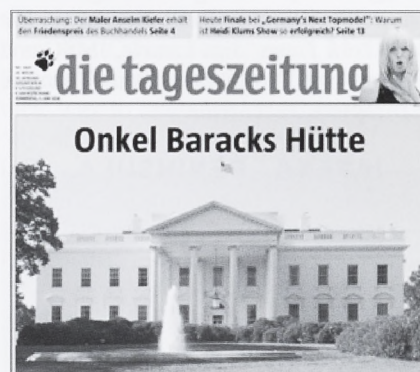 Überraschung: Der Maler Anselm Kiefer erhält
den Friedenspreis des Buchhandels Seite 4
Heute Finale bei „Germany's Next Topmodel": Warum
ist Heidi Klums Show so erfolgreich? Seite 13
die tageszeitung
Onkel Baracks Hütte